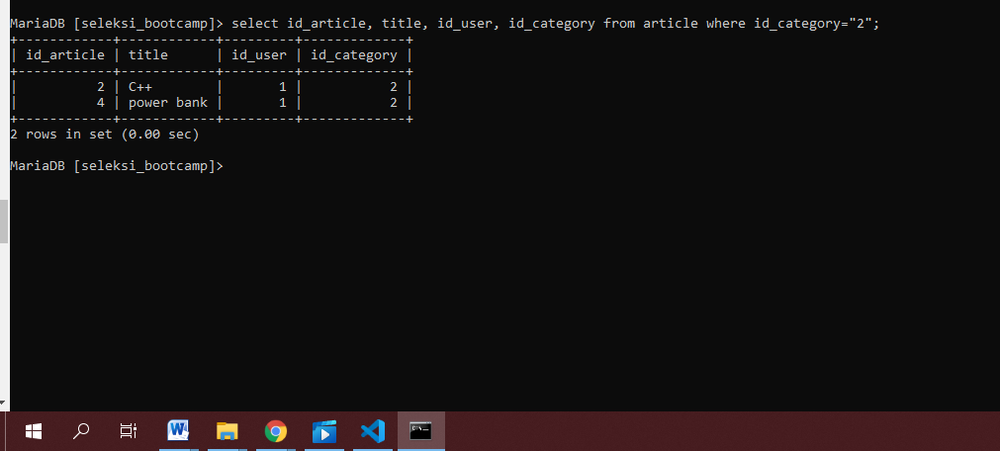 MariaDB [seleksi_bootcamp]> select id_article, title, id_user, id_category from article where id_category="2";
+------------+------------+---------+-------------+
| id_article | title      | id_user | id_category |
+------------+------------+---------+-------------+
|          2 | C++        |       1 |           2 |
|          4 | power bank |       1 |           2 |
+------------+------------+---------+-------------+
2 rows in set (0.00 sec)
MariaDB [seleksi_bootcamp]>